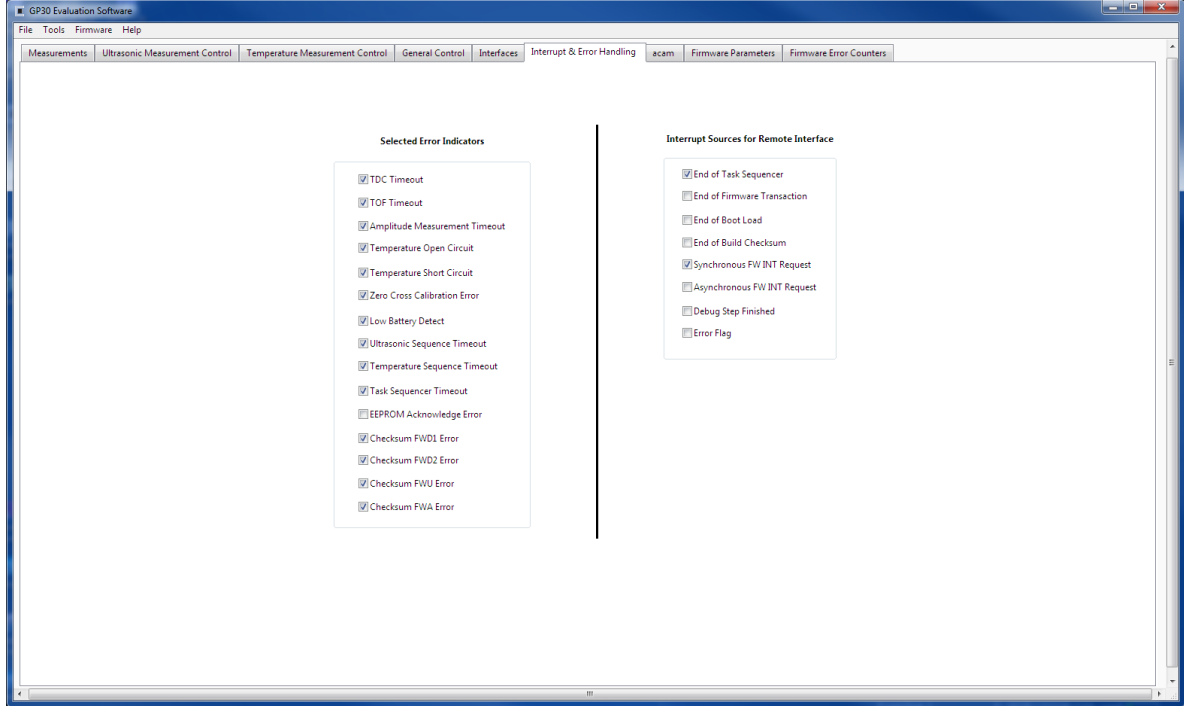 GP30 Evaluation Software
File Tools Firmware Help
Measurements Ultrasonic Measurement Control Temperature Measurement Control General Control Interfaces Interrupt & Error Handling acam Firmware Parameters Firmware Error Counters
Selected Error Indicators
TDC Timeout
TOF Timeout
Amplitude Measurement Timeout
Temperature Open Circuit
Temperature Short Circuit
Zero Cross Calibration Error
Low Battery Detect
Ultrasonic Sequence Timeout
Temperature Sequence Timeout
Task Sequencer Timeout
EEPROM Acknowledge Error
Checksum FWD1 Error
Checksum FWD2 Error
Checksum FWU Error
Checksum FWA Error
Interrupt Sources for Remote Interface
End of Task Sequencer
End of Firmware Transaction
End of Boot Load
End of Build Checksum
Synchronous FW INT Request
Asynchronous FW INT Request
Debug Step Finished
Error Flag